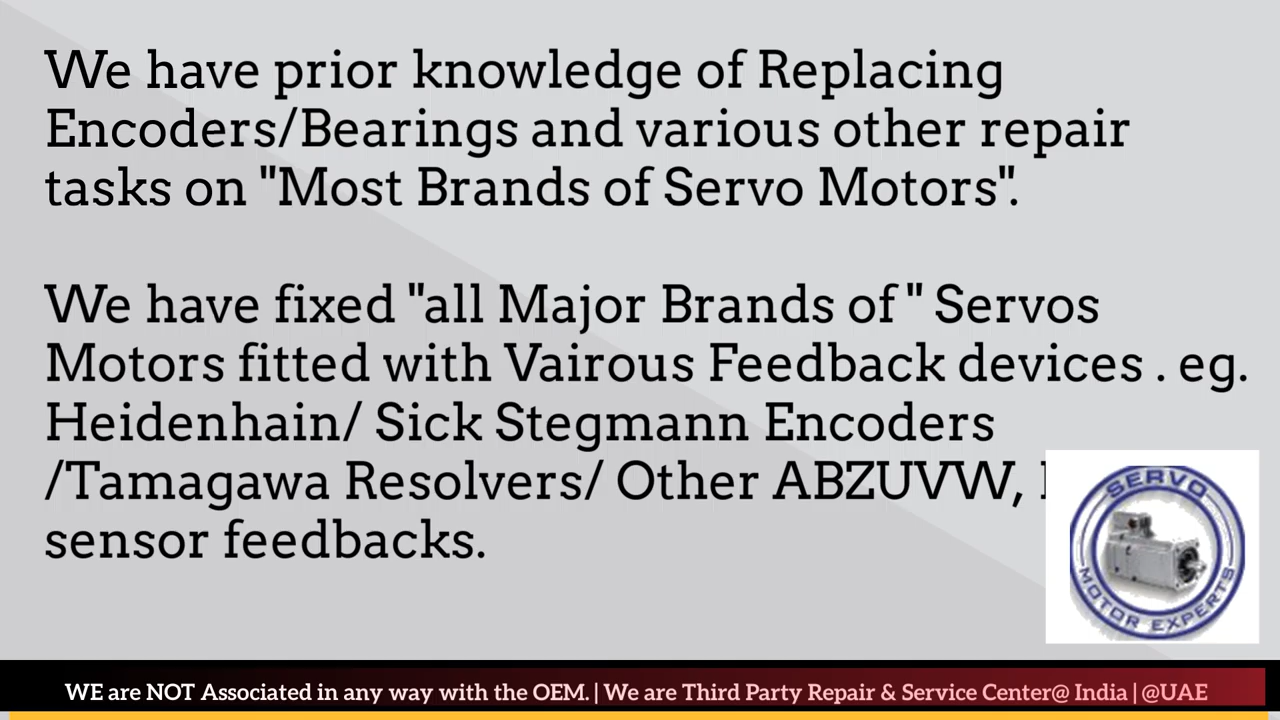 We have prior knowledge of Replacing
Encoders/Bearings and various other repair
tasks on "Most Brands of Servo Motors".
We have fixed "all Major Brands of " Servos
Motors fitted with Vairous Feedback devices . eg.
Heidenhain/ Sick Stegmann Encoders
/Tamagawa Resolvers/ Other ABZUVW,
sensor feedbacks.
SERVO
MOTOR EXPERTS
WE are NOT Associated in any way with the OEM. | We are Third Party Repair & Service Center@ India | @UAE